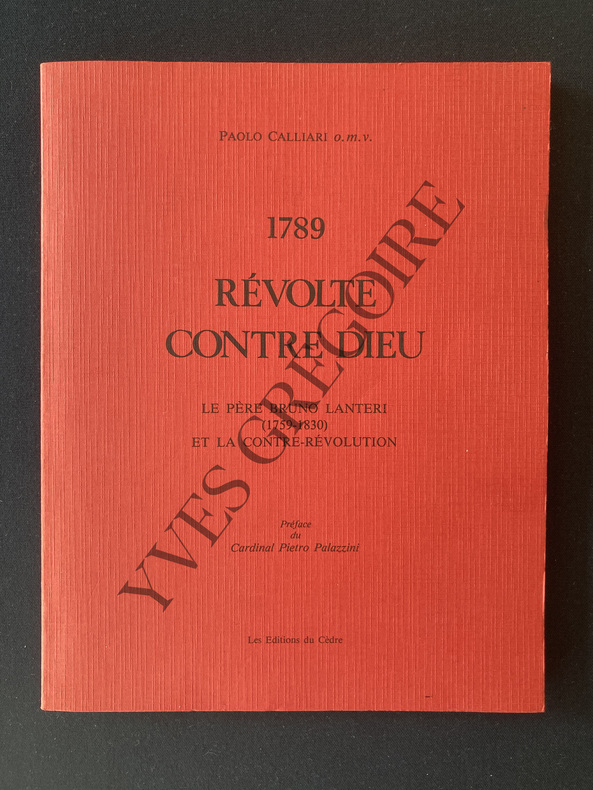 PAOLO CALLIARI o.m.v.
1789
RÉVOLTE
CONTRE DIEU
LE PÈRE BRUNO LANTERI
(1759-1830)
ET LA CONTRE-RÉVOLUTION
Préface
du
Cardinal Pietro Palazzini
Les Editions du Cèdre
YVES GREGOIRE